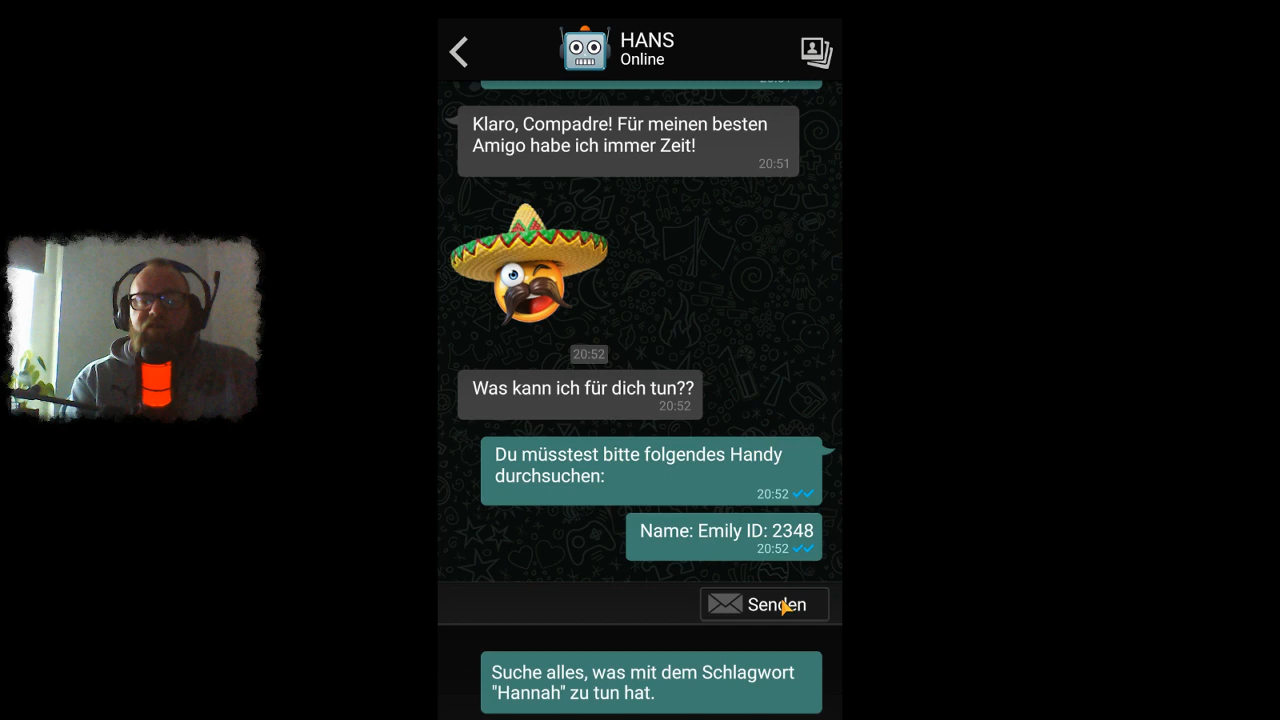 HANS
Online
Klaro, Compadre! Für meinen besten
Amigo habe ich immer Zeit!
20:51
20:52
Was kann ich für dich tun??
20:52
Du müsstest bitte folgendes Handy
durchsuchen:
20:52
Name: Emily ID: 2348
20:52
Senden
Suche alles, was mit dem Schlagwort
"Hannah" zu tun hat.